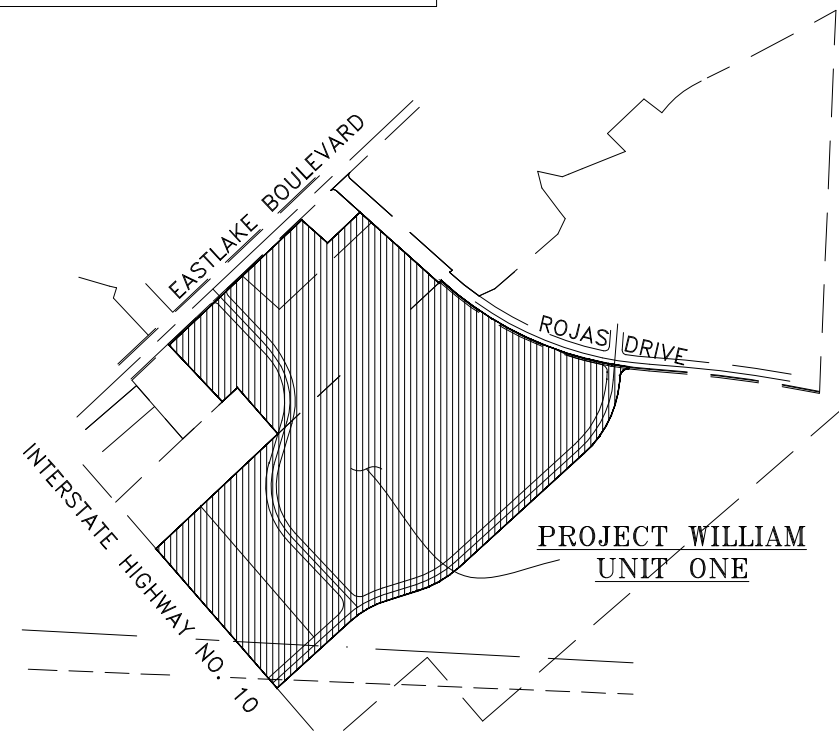 EASTLAKE BOULEVARD
ROJAS DRIVE
PROJECT WILLIAM
UNIT ONE
INTERSTATE HIGHWAY NO. 10